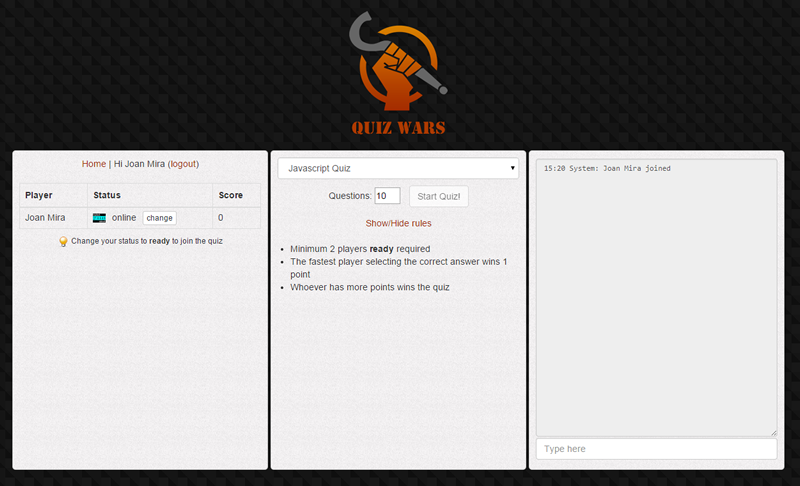 QUIZ WARS
Home | Hi Joan Mira (logout)
Player Status Score
Joan Mira online change 0
Change your status to ready to join the quiz
Javascript Quiz
Questions: 10 Start Quiz!
Show/Hide rules
• Minimum 2 players ready required
• The fastest player selecting the correct answer wins 1
point
• Whoever has more points wins the quiz
15:20 System: Joan Mira joined
Type here